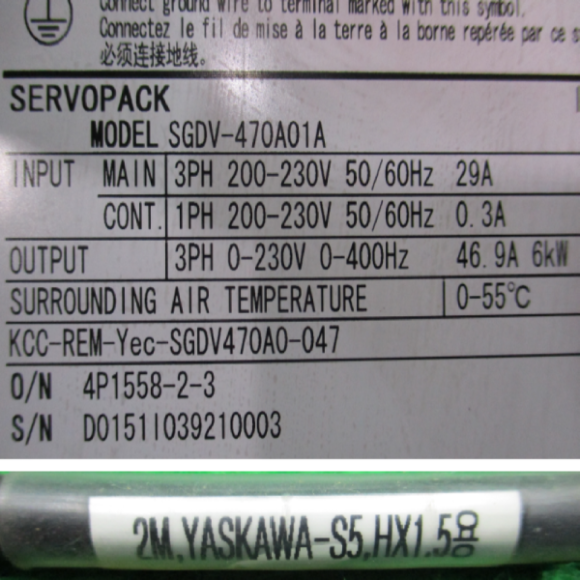 Connect ground wire to terminal marked with this symbol.
Connectez le fil de mise à la terre à la borne repérée par ce s
必须连接地线。
SERVOPACK
MODEL SGDV-470A01A
INPUT MAIN 3PH 200-230V 50/60Hz 29A
CONT. 1PH 200-230V 50/60Hz 0.3A
OUTPUT 3PH 0-230V 0-400Hz 46.9A 6kW
SURROUNDING AIR TEMPERATURE 0-55℃
KCC-REM-Yec-SGDV470A0-047
O/N 4P1558-2-3
S/N D0151I039210003
2M,YASKAWA-S5,HX1.5